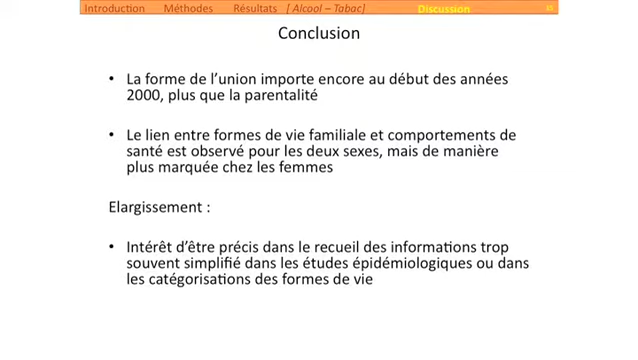 Introduction Méthodes Résultats [ Alcool – Tabac] Discussion
Conclusion
• La forme de l'union importe encore au début des années
2000, plus que la parentalité
• Le lien entre formes de vie familiale et comportements de
santé est observé pour les deux sexes, mais de manière
plus marquée chez les femmes
Elargissement :
• Intérêt d'être précis dans le recueil des informations trop
souvent simplifié dans les études épidémiologiques ou dans
les catégorisations des formes de vie